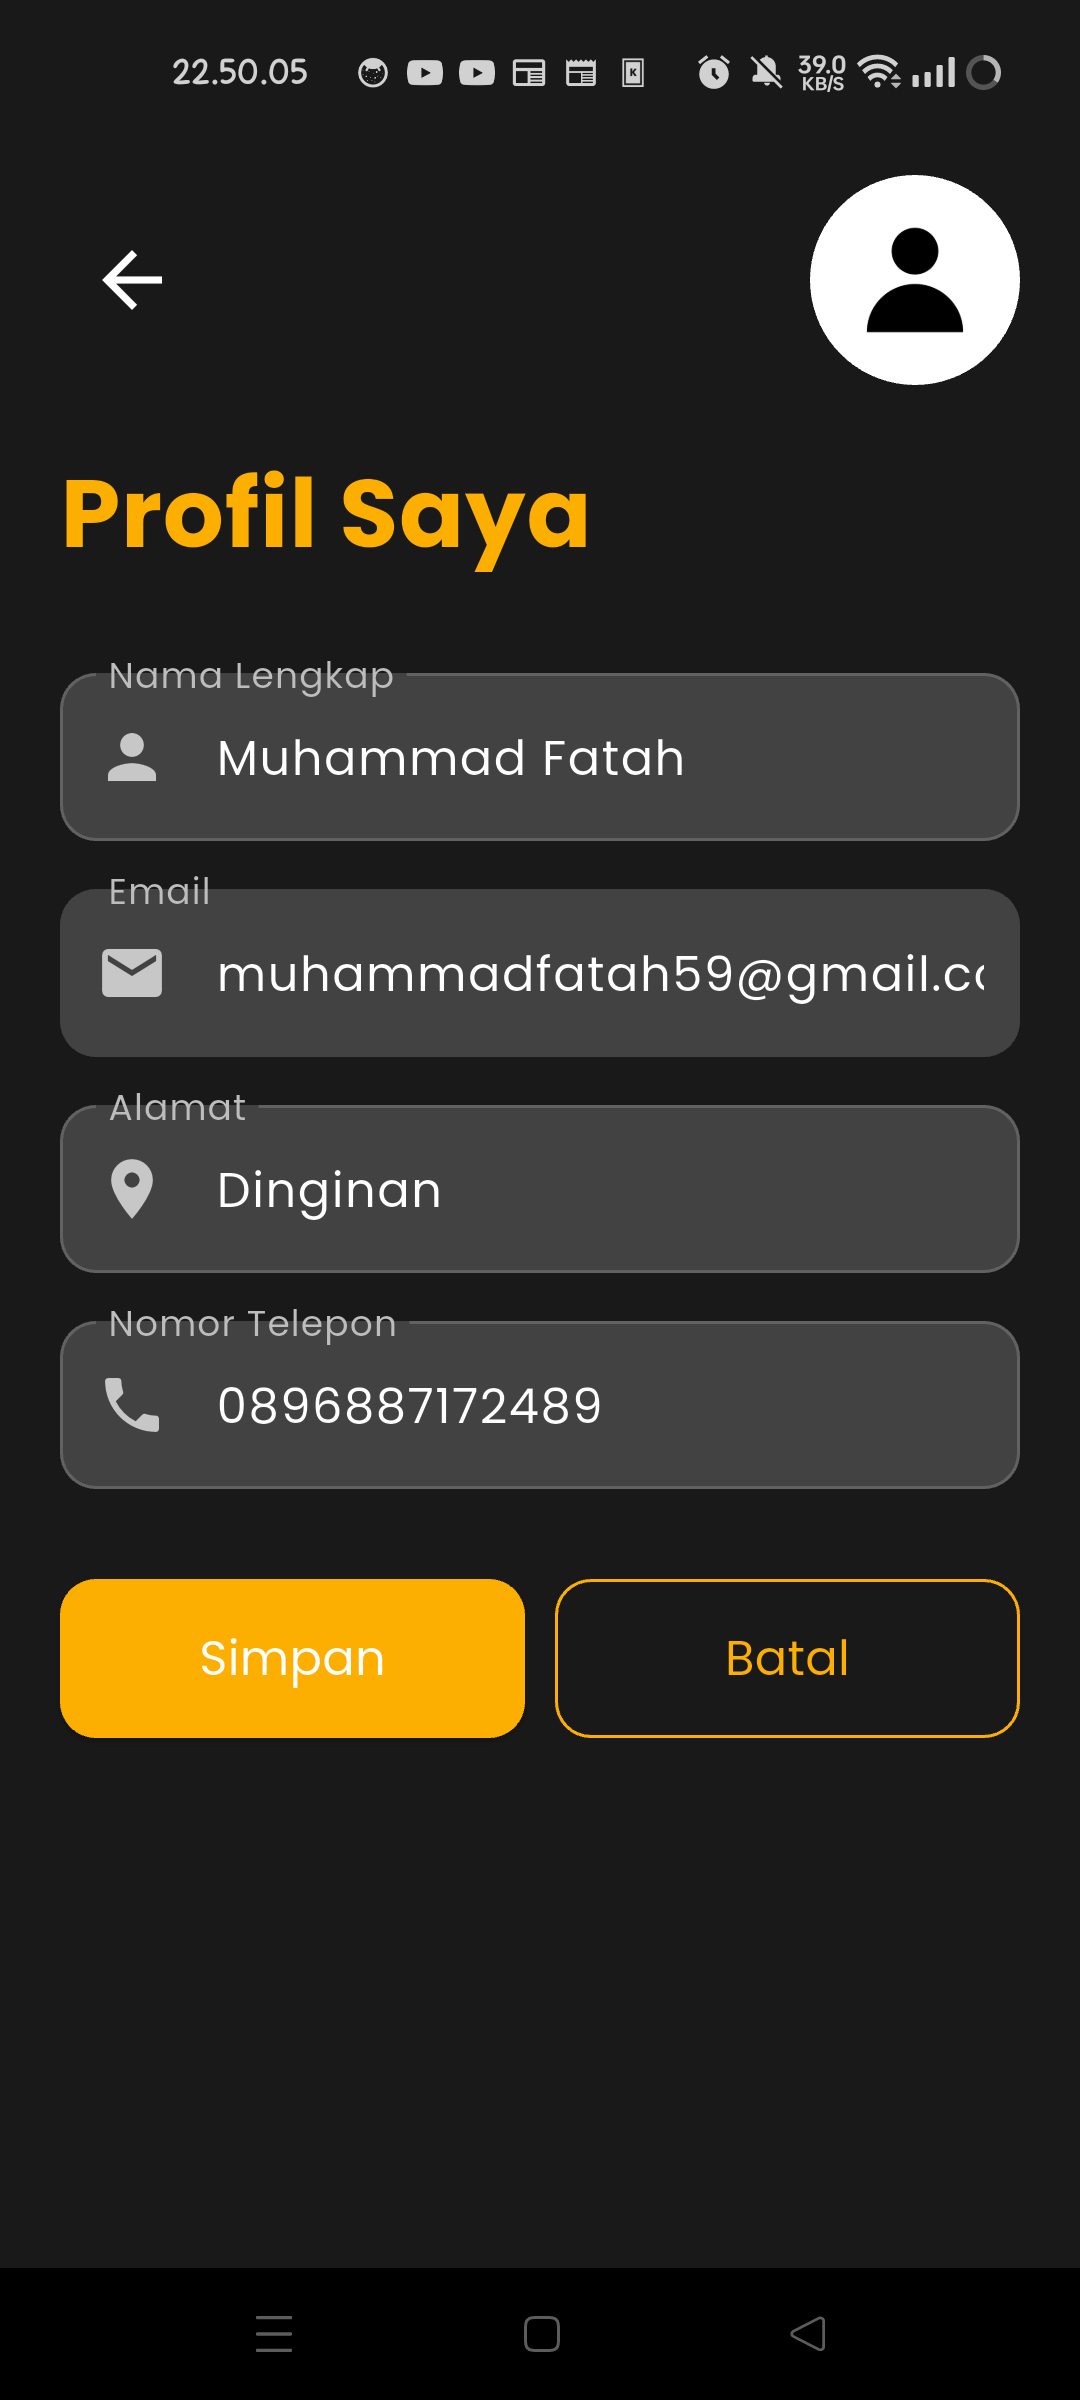 22.50.05
39.0
KB/S
Profil Saya
Nama Lengkap
Muhammad Fatah
Email
muhammadfatah59@gmail.co
Alamat
Dinginan
Nomor Telepon
0896887172489
Simpan
Batal